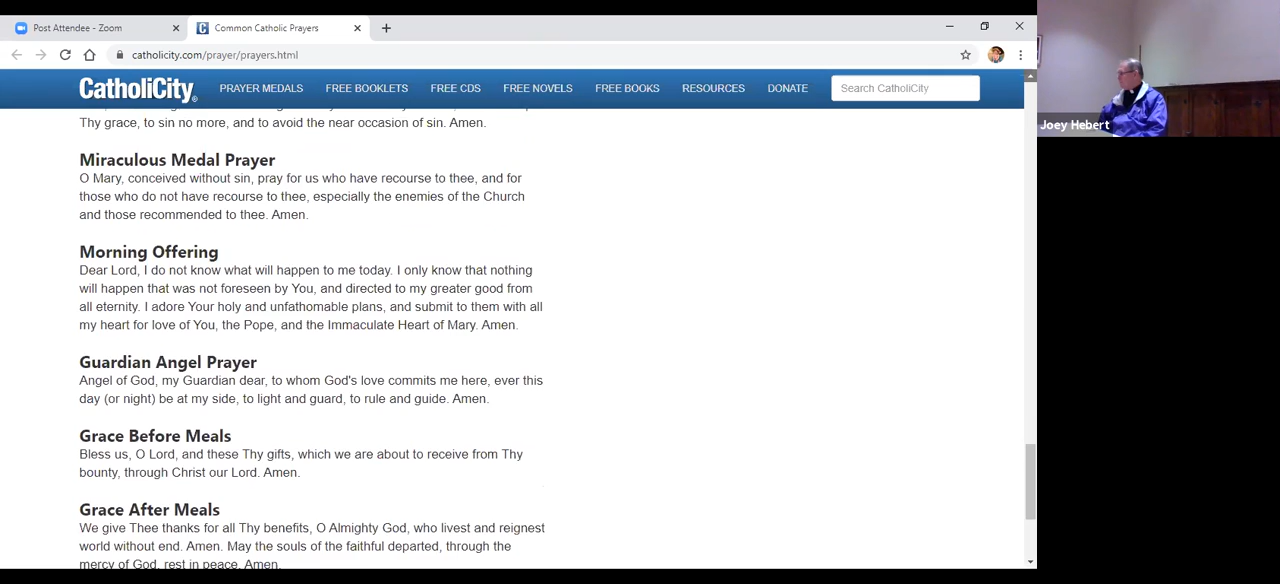 Post Attendee - Zoom
Common Catholic Prayers
catholicity.com/prayer/prayers.html
CatholiCity®
PRAYER MEDALS
FREE BOOKLETS
FREE CDS
FREE NOVELS
FREE BOOKS
RESOURCES
DONATE
Search CatholiCity
Joey Hebert
Thy grace, to sin no more, and to avoid the near occasion of sin. Amen.
Miraculous Medal Prayer
O Mary, conceived without sin, pray for us who have recourse to thee, and for
those who do not have recourse to thee, especially the enemies of the Church
and those recommended to thee. Amen.
Morning Offering
Dear Lord, I do not know what will happen to me today. I only know that nothing
will happen that was not foreseen by You, and directed to my greater good from
all eternity. I adore Your holy and unfathomable plans, and submit to them with all
my heart for love of You, the Pope, and the Immaculate Heart of Mary. Amen.
Guardian Angel Prayer
Angel of God, my Guardian dear, to whom God's love commits me here, ever this
day (or night) be at my side, to light and guard, to rule and guide. Amen.
Grace Before Meals
Bless us, O Lord, and these Thy gifts, which we are about to receive from Thy
bounty, through Christ our Lord. Amen.
Grace After Meals
We give Thee thanks for all Thy benefits, O Almighty God, who livest and reignest
world without end. Amen. May the souls of the faithful departed, through the
mercy of God, rest in peace. Amen.